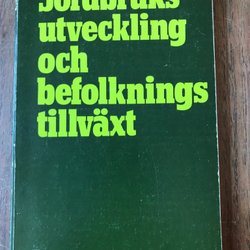 Jordbruks
utveckling
och
befolknings
tillväxt